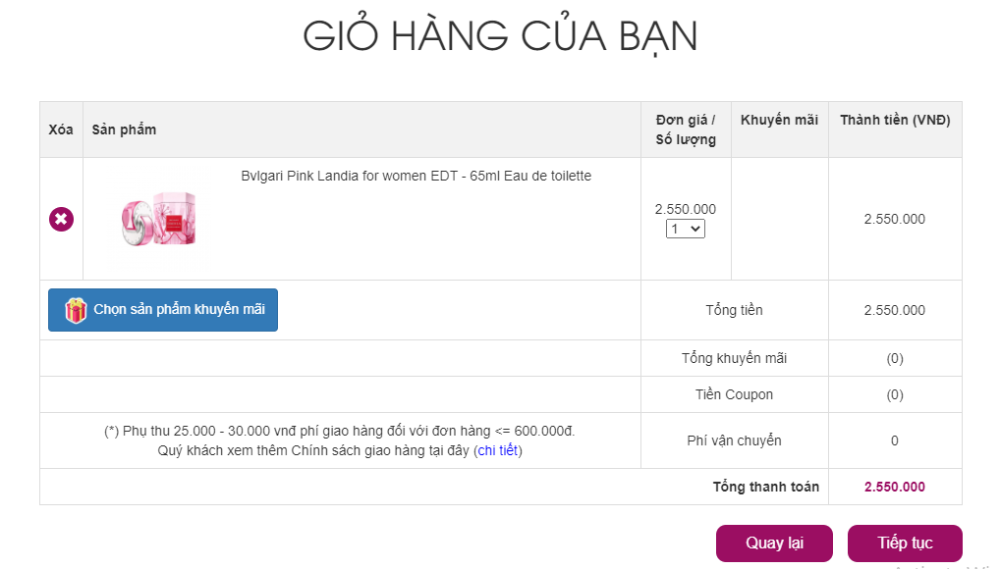 GIỎ HÀNG CỦA BẠN
Xóa
Sản phẩm
Đơn giá /
Số lượng
Khuyến mãi
Thành tiền (VNĐ)
Bvlgari Pink Landia for women EDT - 65ml Eau de toilette
2.550.000
1
2.550.000
Chọn sản phẩm khuyến mãi
Tổng tiền
2.550.000
Tổng khuyến mãi
(0)
Tiền Coupon
(0)
(*) Phụ thu 25.000 - 30.000 vnđ phí giao hàng đối với đơn hàng <= 600.000đ.
Quý khách xem thêm Chính sách giao hàng tại đây (chi tiết)
Phí vận chuyển
0
Tổng thanh toán
2.550.000
Quay lại
Tiếp tục